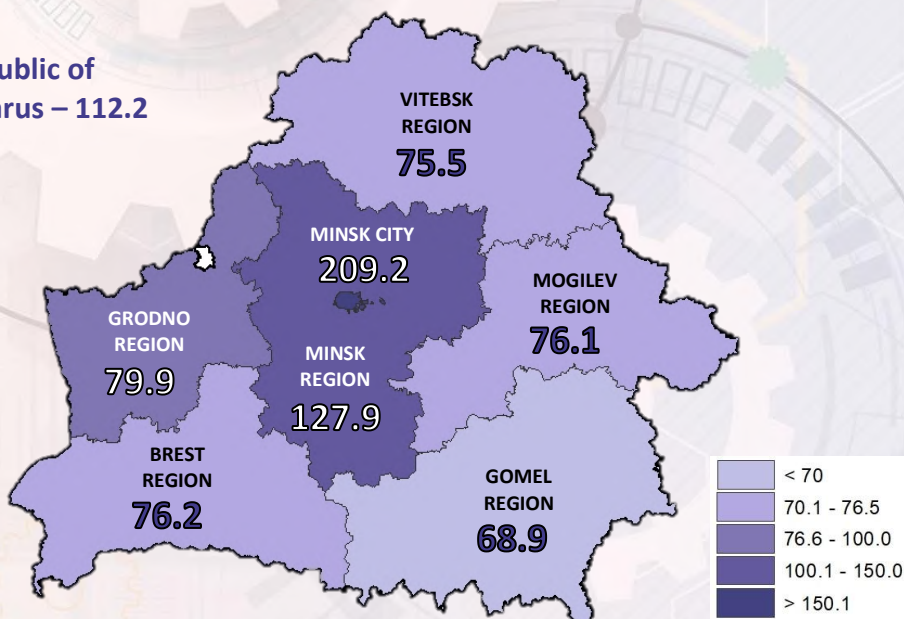 public of
arus – 112.2
VITEBSK
REGION
75.5
MINSK CITY
209.2
MOGILEV
REGION
76.1
GRODNO
REGION
79.9
MINSK
REGION
127.9
BREST
REGION
76.2
GOMEL
REGION
68.9
< 70
70.1 - 76.5
76.6 - 100.0
100.1 - 150.0
> 150.1